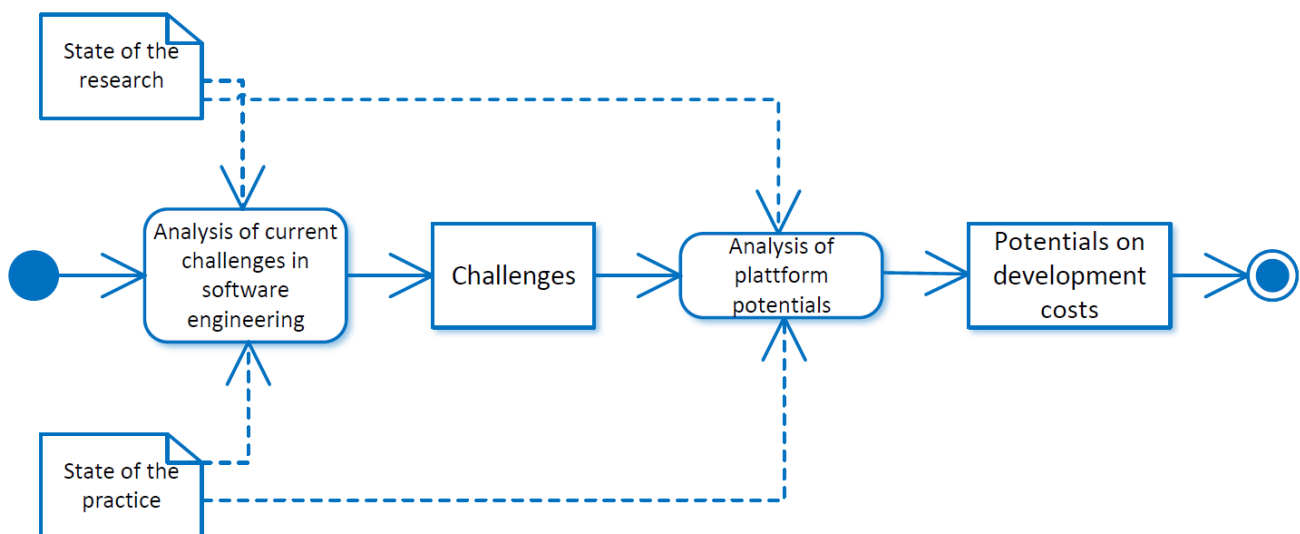 State of the
research
Analysis of current
challenges in
software
engineering
Challenges
Analysis of
plattform
potentials
Potentials on
development
costs
State of the
practice